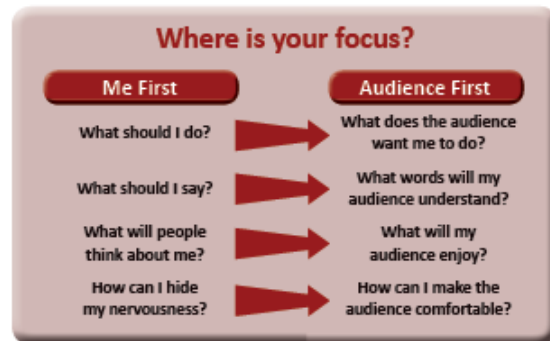 Where is your focus?
Me First
Audience First
What should I do?
What does the audience
want me to do?
What should I say?
What words will my
audience understand?
What will people
think about me?
What will my
audience enjoy?
How can I hide
my nervousness?
How can I make the
audience comfortable?